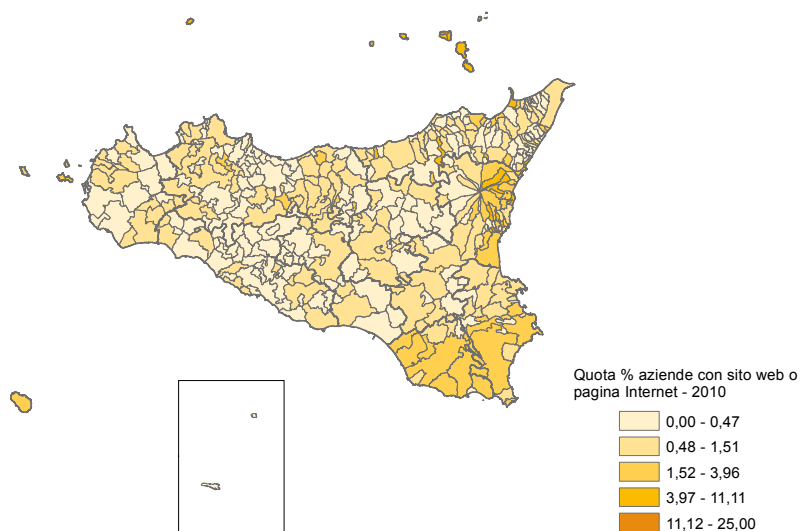 Quota % aziende con sito web o
pagina Internet - 2010
0,00 - 0,47
0,48 - 1,51
1,52 - 3,96
3,97 - 11,11
11,12 - 25,00